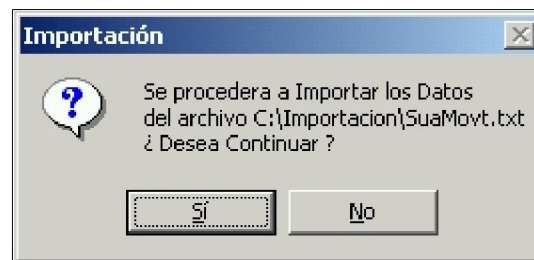 Importación
Se procedera a Importar los Datos
del archivo C:\Importacion\SuaMovt.txt
¿ Desea Continuar ?
Sí
No